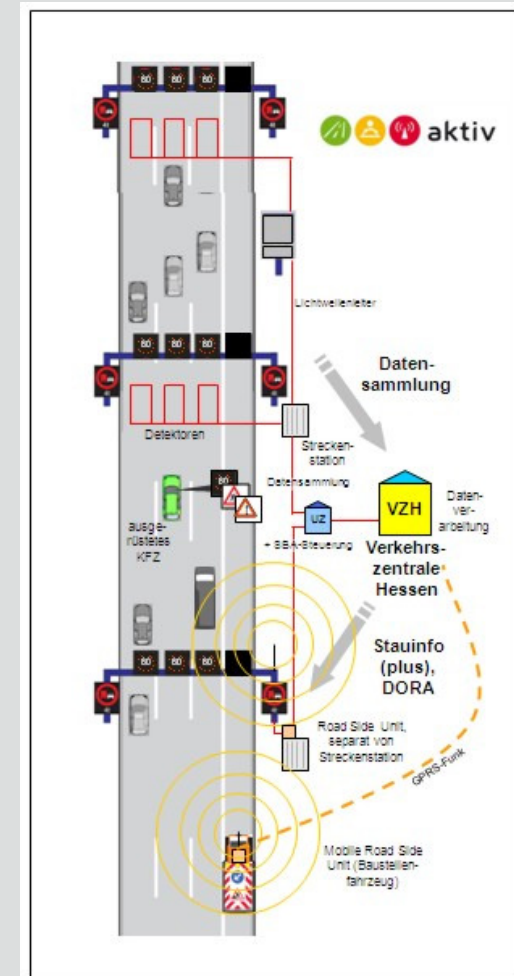 80 80 80
aktiv
Lichtwellenleiter
80 80 80
Daten-
sammlung
Detektoren
Strecken-
station
Datensammlung
80
ausge-
rüstetes
KFZ
UZ
VZH
Daten-
ver-
arbeitung
+ SBA-Steuerung
Verkehrs-
zentrale
Hessen
Stauinfo
(plus),
DORA
80 80 80
Road Side Unit,
separat von
Streckenstation
GPRS-Funk
Mobile Road Side
Unit (Baustellen-
fahrzeug)